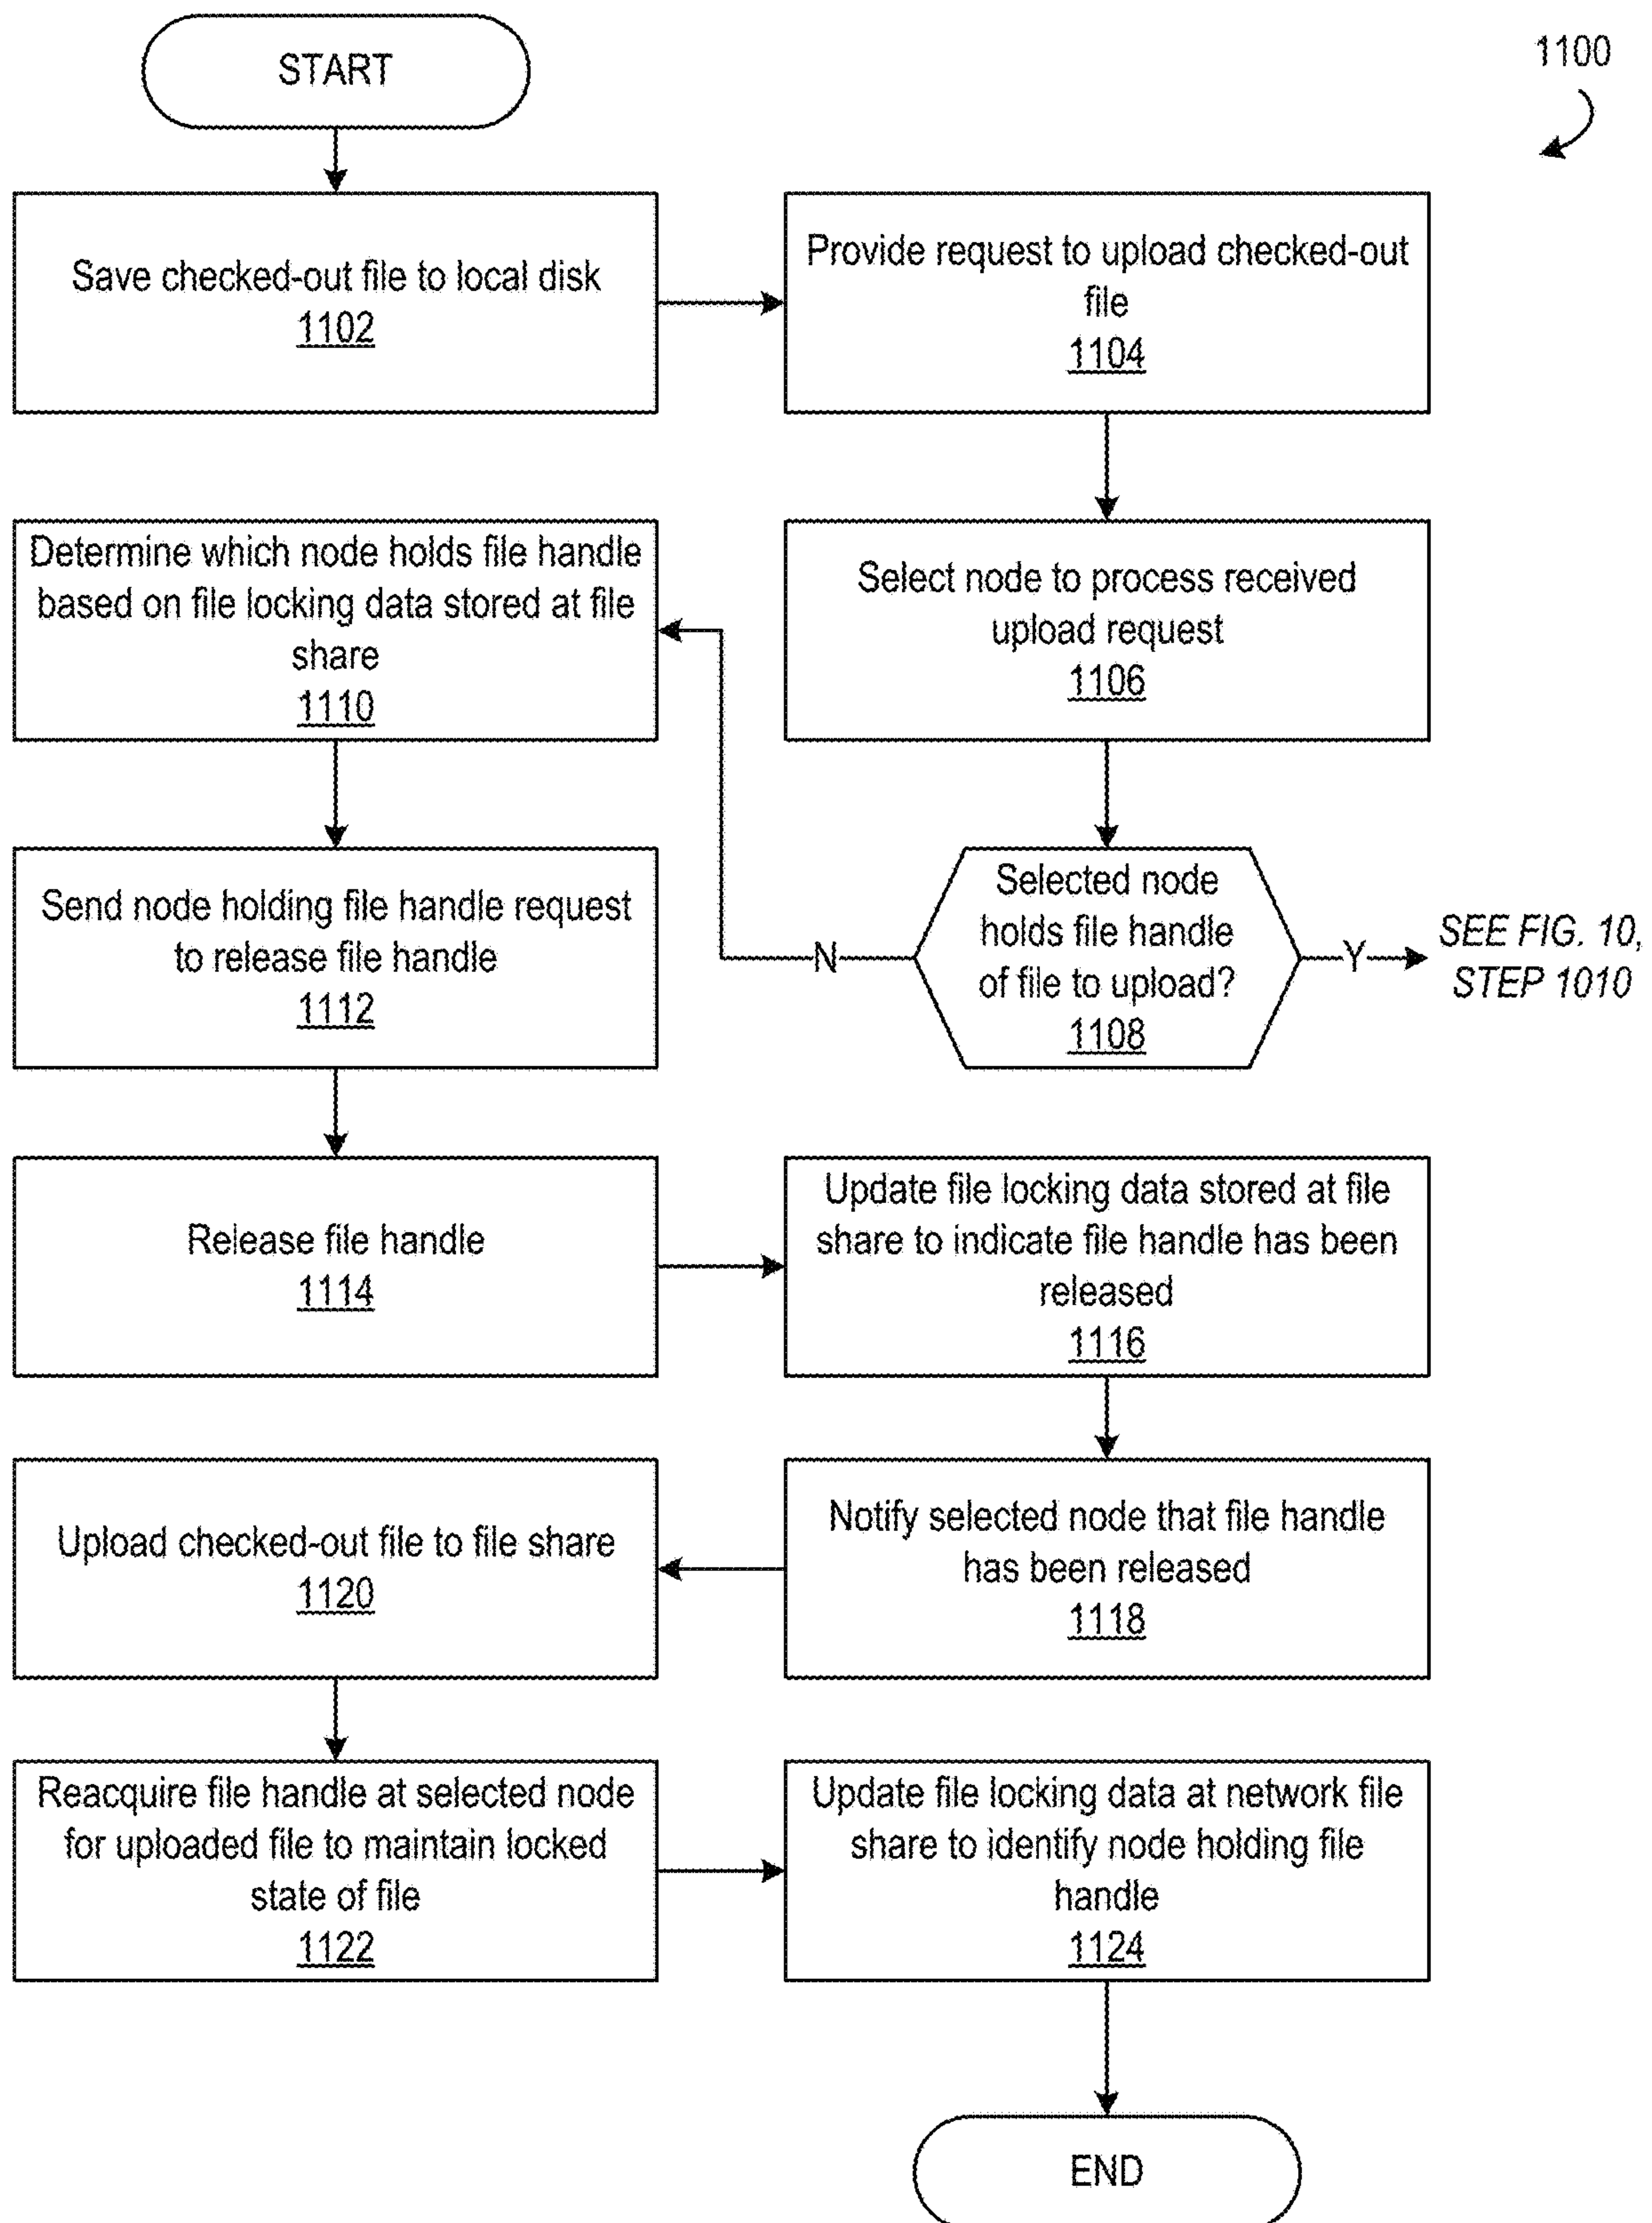 START
1100
Save checked-out file to local disk
1102
Provide request to upload checked-out
file
1104
Select node to process received
upload request
1106
Selected node
holds file handle
of file to upload?
1108
N
Y
SEE FIG. 10,
STEP 1010
Determine which node holds file handle
based on file locking data stored at file
share
1110
Send node holding file handle request
to release file handle
1112
Release file handle
1114
Update file locking data stored at file
share to indicate file handle has been
released
1116
Notify selected node that file handle
has been released
1118
Upload checked-out file to file share
1120
Reacquire file handle at selected node
for uploaded file to maintain locked
state of file
1122
Update file locking data at network file
share to identify node holding file
handle
1124
END